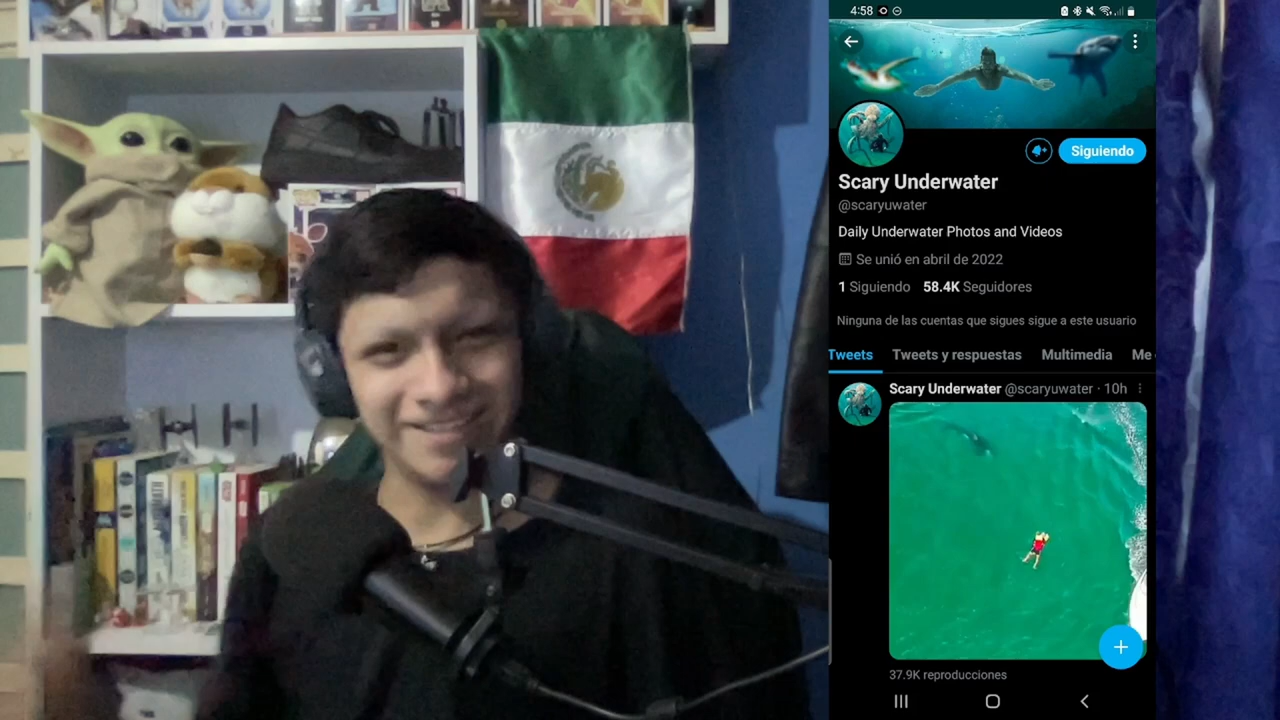 4:58
Siguiendo
Scary Underwater
@scaryuwater
Daily Underwater Photos and Videos
Se unió en abril de 2022
1 Siguiendo 58.4K Seguidores
Ninguna de las cuentas que sigues sigue a este usuario
Tweets Tweets y respuestas Multimedia Me
Scary Underwater @scaryuwater · 10h
37.9K reproducciones